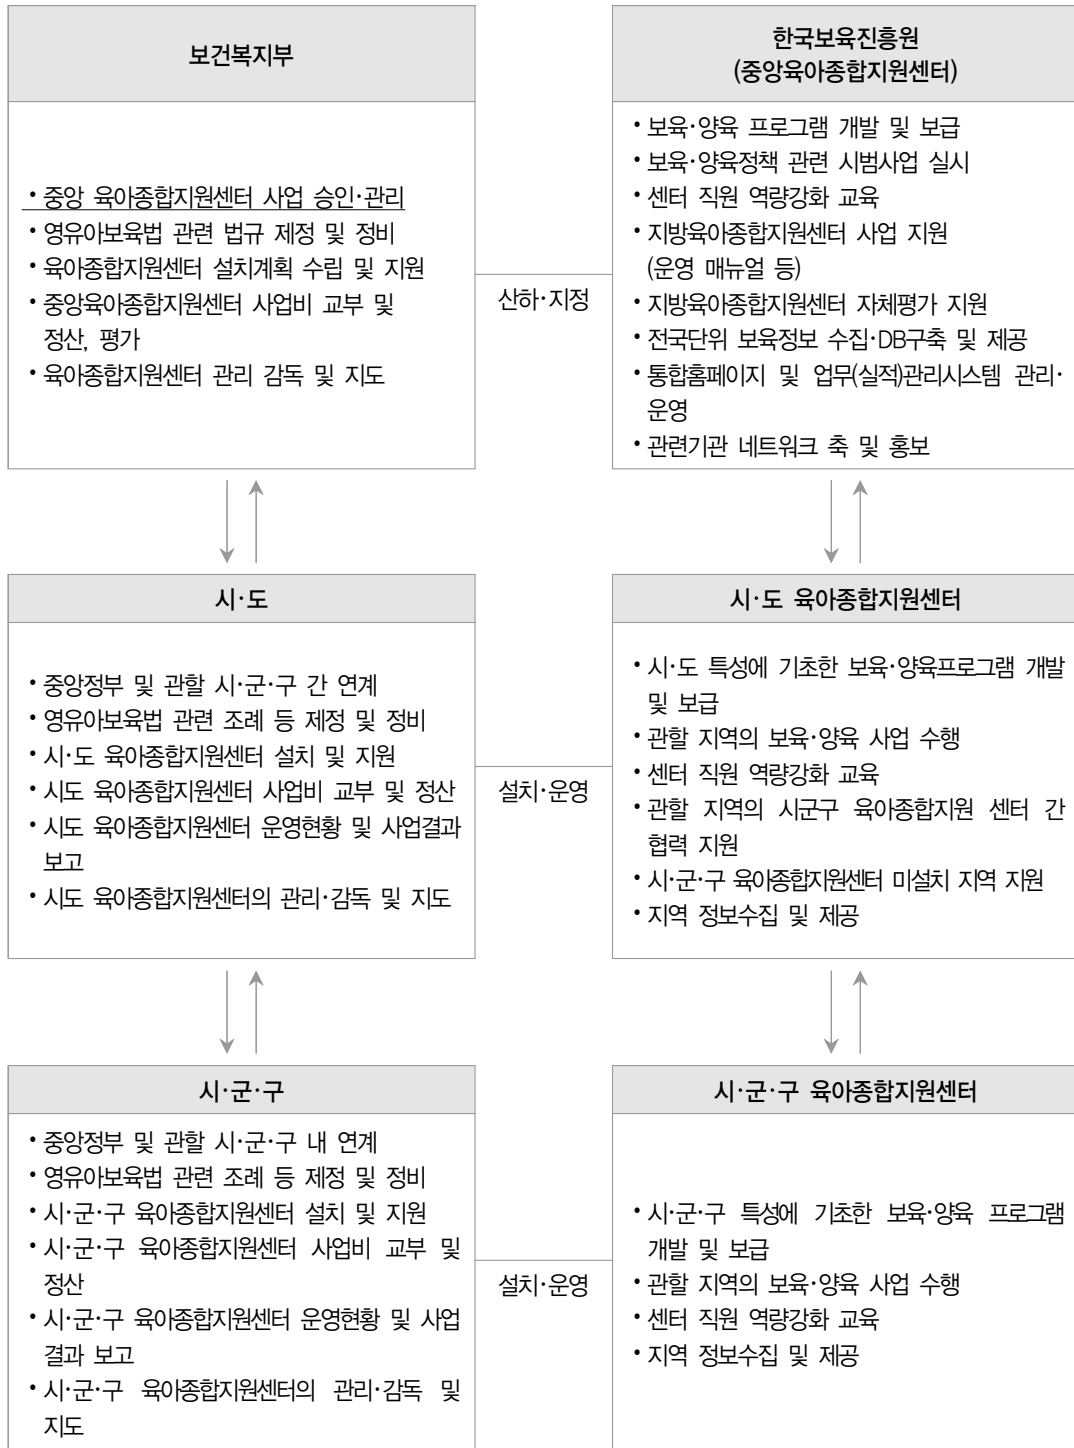 보건복지부
• 중앙 육아종합지원센터 사업 승인·관리
• 영유아보육법 관련 법규 제정 및 정비
• 육아종합지원센터 설치계획 수립 및 지원
• 중앙육아종합지원센터 사업비 교부 및
정산, 평가
• 육아종합지원센터 관리 감독 및 지도
산하·지정
한국보육진흥원
(중앙육아종합지원센터)
• 보육·양육 프로그램 개발 및 보급
• 보육·양육정책 관련 시범사업 실시
• 센터 직원 역량강화 교육
• 지방육아종합지원센터 사업 지원
(운영 매뉴얼 등)
• 지방육아종합지원센터 자체평가 지원
• 전국단위 보육정보 수집·DB구축 및 제공
• 통합홈페이지 및 업무(실적)관리시스템 관리·
운영
• 관련기관 네트워크 축 및 홍보
시·도
• 중앙정부 및 관할 시·군·구 간 연계
• 영유아보육법 관련 조례 등 제정 및 정비
• 시·도 육아종합지원센터 설치 및 지원
• 시도 육아종합지원센터 사업비 교부 및 정산
• 시도 육아종합지원센터 운영현황 및 사업결과
보고
• 시도 육아종합지원센터의 관리·감독 및 지도
설치·운영
시·도 육아종합지원센터
• 시·도 특성에 기초한 보육·양육프로그램 개발
및 보급
• 관할 지역의 보육·양육 사업 수행
• 센터 직원 역량강화 교육
• 관할 지역의 시군구 육아종합지원 센터 간
협력 지원
• 시·군·구 육아종합지원센터 미설치 지역 지원
• 지역 정보수집 및 제공
시·군·구
• 중앙정부 및 관할 시·군·구 내 연계
• 영유아보육법 관련 조례 등 제정 및 정비
• 시·군·구 육아종합지원센터 설치 및 지원
• 시·군·구 육아종합지원센터 사업비 교부 및
정산
• 시·군·구 육아종합지원센터 운영현황 및 사업
결과 보고
• 시·군·구 육아종합지원센터의 관리·감독 및
지도
설치·운영
시·군·구 육아종합지원센터
• 시·군·구 특성에 기초한 보육·양육 프로그램
개발 및 보급
• 관할 지역의 보육·양육 사업 수행
• 센터 직원 역량강화 교육
• 지역 정보수집 및 제공